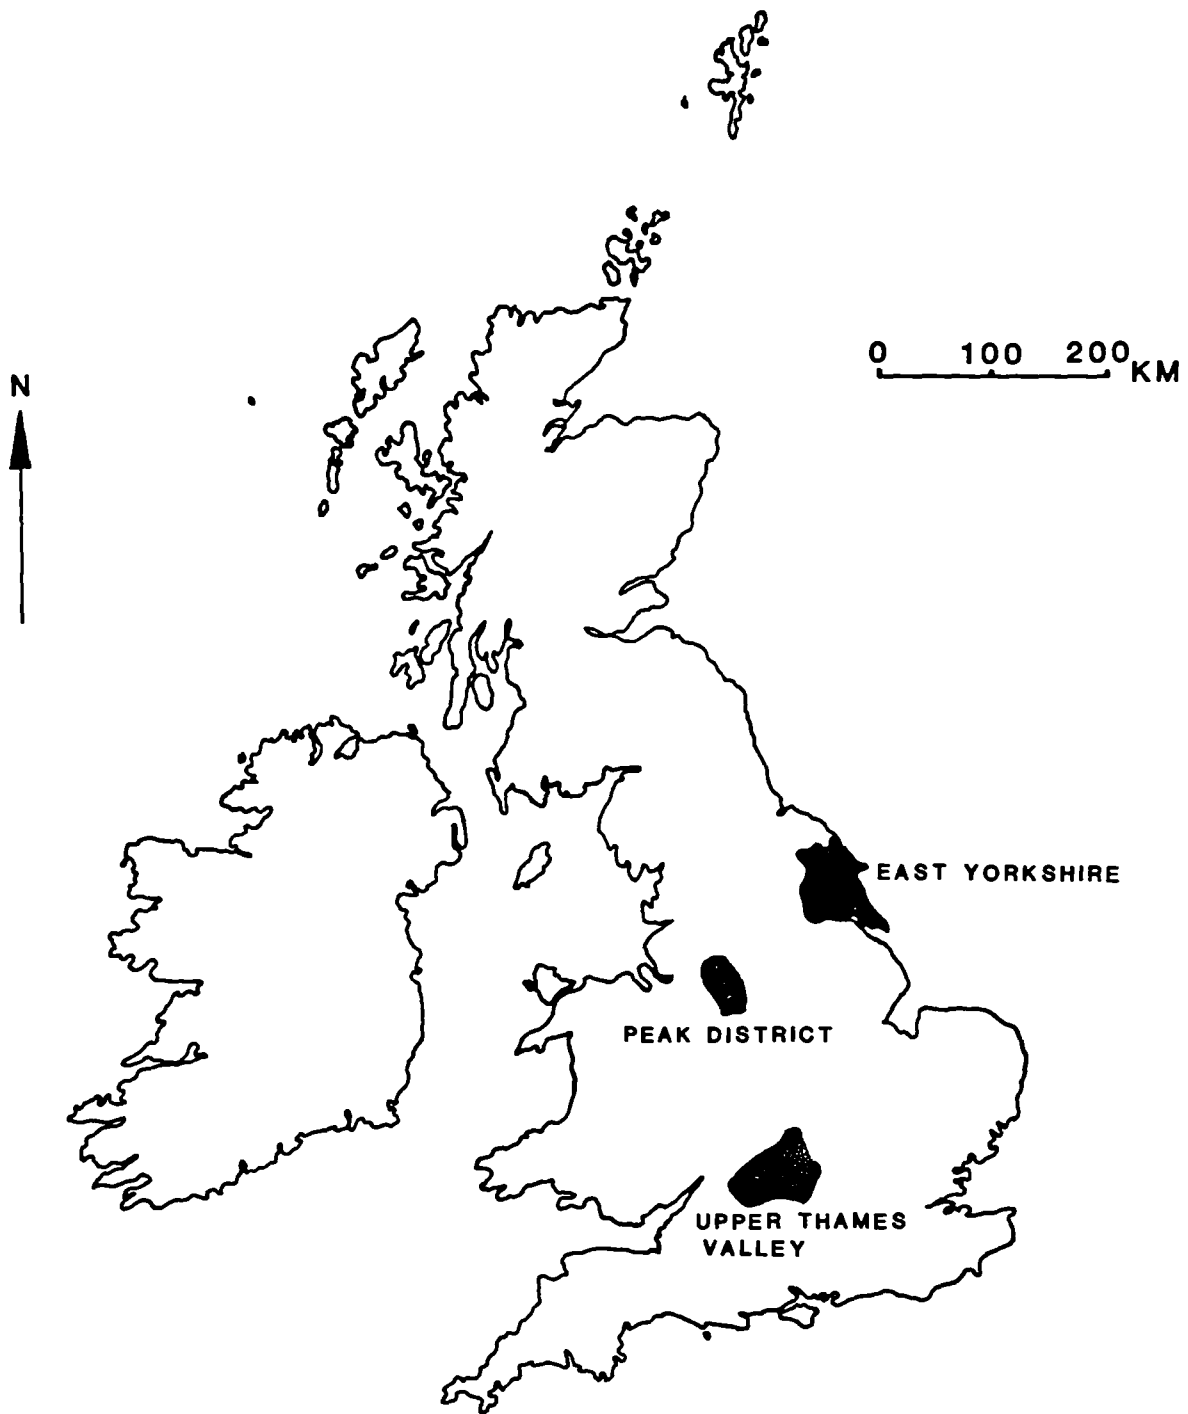 0 100 200 KM
N
EAST YORKSHIRE
PEAK DISTRICT
UPPER THAMES
VALLEY